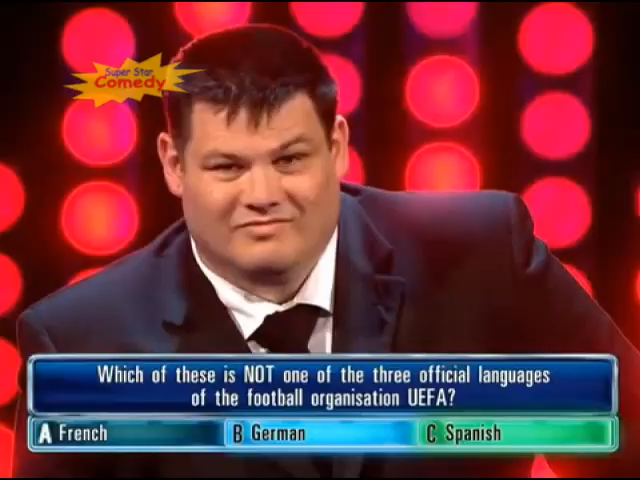 Super Star
Comedy
Which of these is NOT one of the three official languages
of the football organisation UEFA?
A French
B German
C Spanish